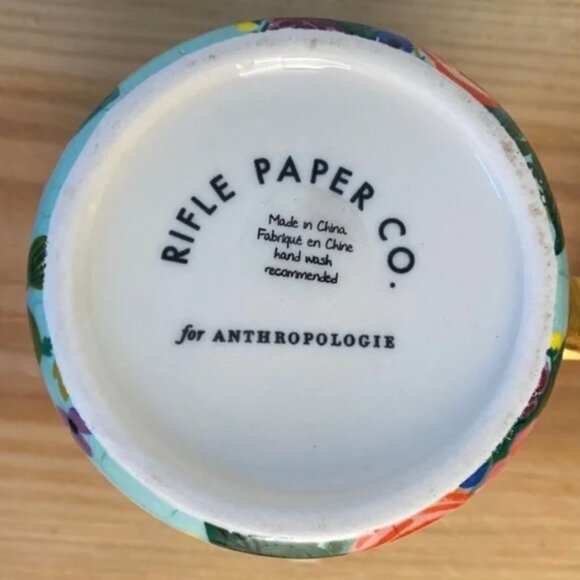 RIFLE PAPER CO.
Made in China
Fabriqué en Chine
hand wash
recommended
for ANTHROPOLOGIE